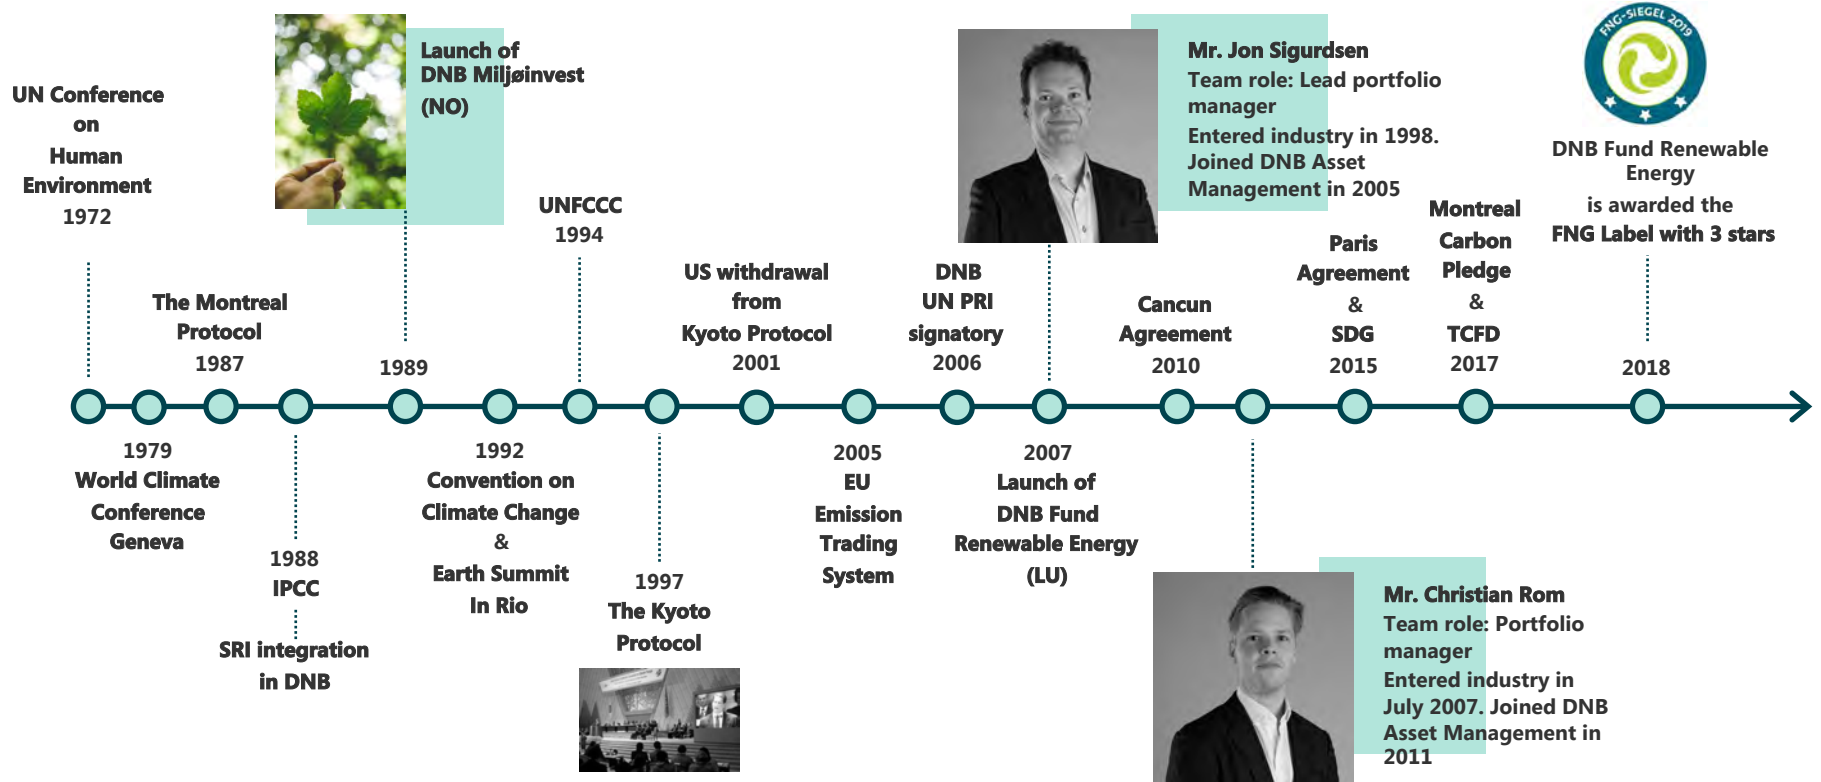 UN Conference
on
Human
Environment
1972
1979
World Climate
Conference
Geneva
The Montreal
Protocol
1987
1988
IPCC
SRI integration
in DNB
Launch of
DNB Miljøinvest
(NO)
1989
1992
Convention on
Climate Change
&
Earth Summit
In Rio
UNFCCC
1994
1997
The Kyoto
Protocol
US withdrawal
from
Kyoto Protocol
2001
2005
EU
Emission
Trading
System
DNB
UN PRI
signatory
2006
Mr. Jon Sigurdsen
Team role: Lead portfolio
manager
Entered industry in 1998.
Joined DNB Asset
Management in 2005
2007
Launch of
DNB Fund
Renewable Energy
(LU)
Cancun
Agreement
2010
Mr. Christian Rom
Team role: Portfolio
manager
Entered industry in
July 2007. Joined DNB
Asset Management in
2011
Paris
Agreement
&
SDG
2015
Montreal
Carbon
Pledge
&
TCFD
2017
FNG-SIEGEL 2019
DNB Fund Renewable
Energy
is awarded the
FNG Label with 3 stars
2018